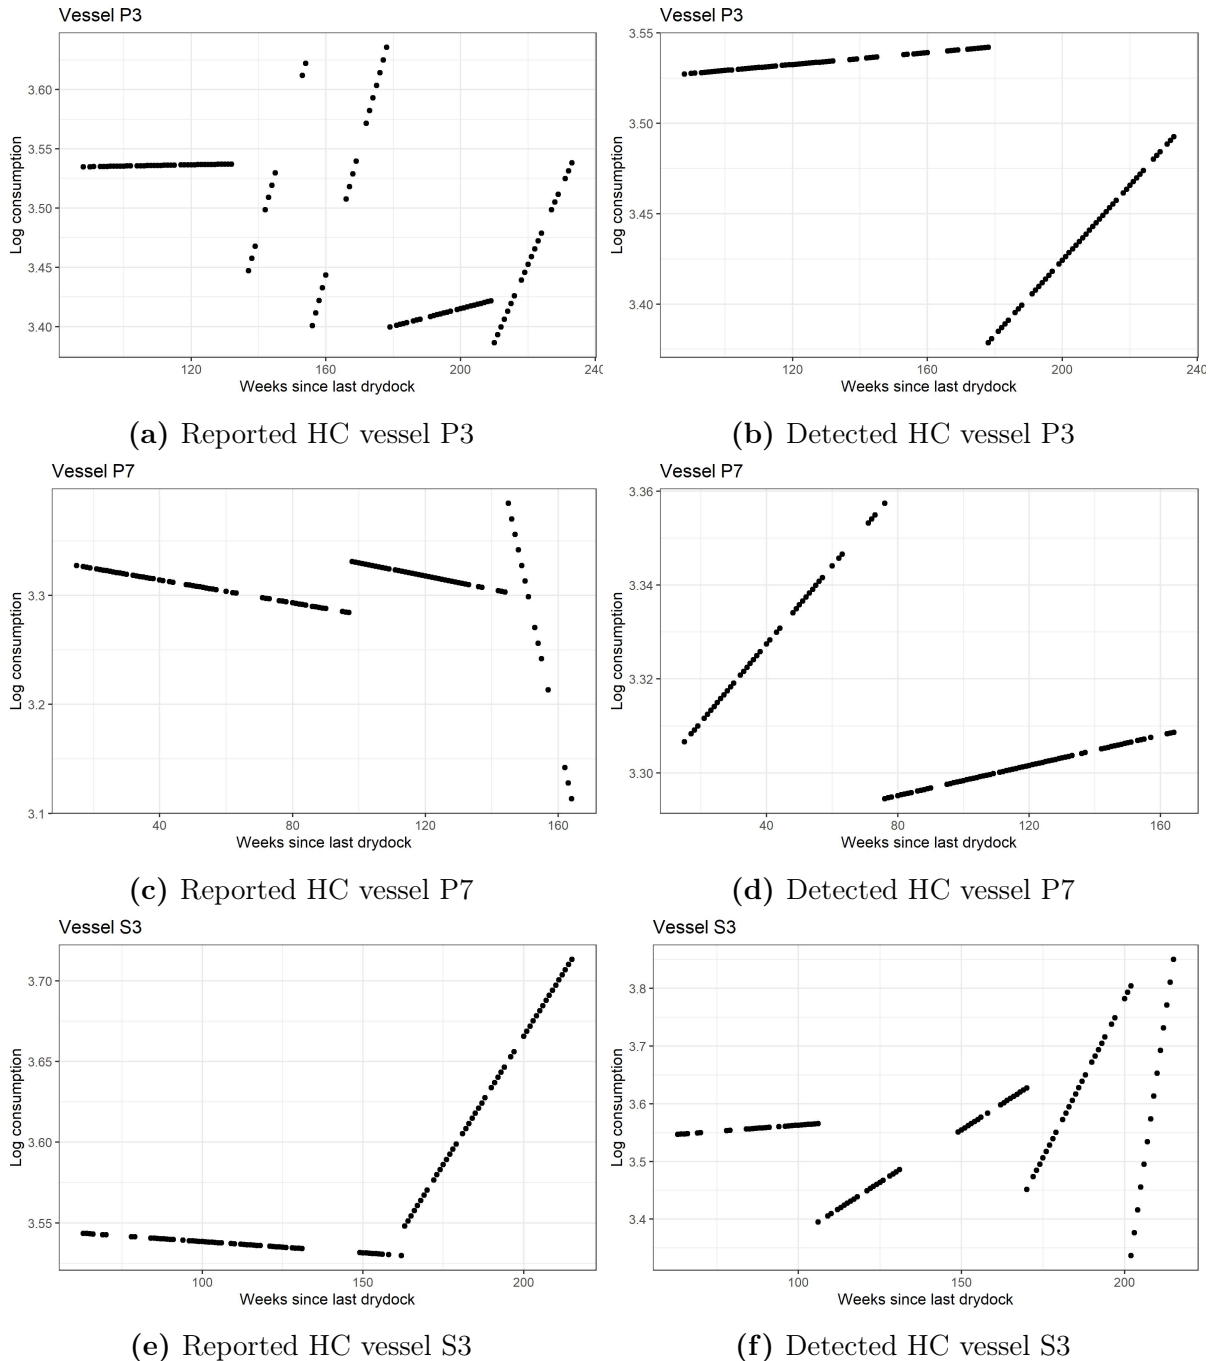 Vessel P3
Log consumption
3.60
3.55
3.50
3.45
3.40
120
160
200
240
Weeks since last drydock
(a) Reported HC vessel P3
Vessel P3
Log consumption
3.55
3.50
3.45
3.40
120
160
200
240
Weeks since last drydock
(b) Detected HC vessel P3
Vessel P7
Log consumption
3.3
3.2
3.1
40
80
120
160
Weeks since last drydock
(c) Reported HC vessel P7
Vessel P7
Log consumption
3.36
3.34
3.32
3.30
40
80
120
160
Weeks since last drydock
(d) Detected HC vessel P7
Vessel S3
Log consumption
3.70
3.65
3.60
3.55
100
150
200
Weeks since last drydock
(e) Reported HC vessel S3
Vessel S3
Log consumption
3.8
3.7
3.6
3.5
3.4
100
150
200
Weeks since last drydock
(f) Detected HC vessel S3